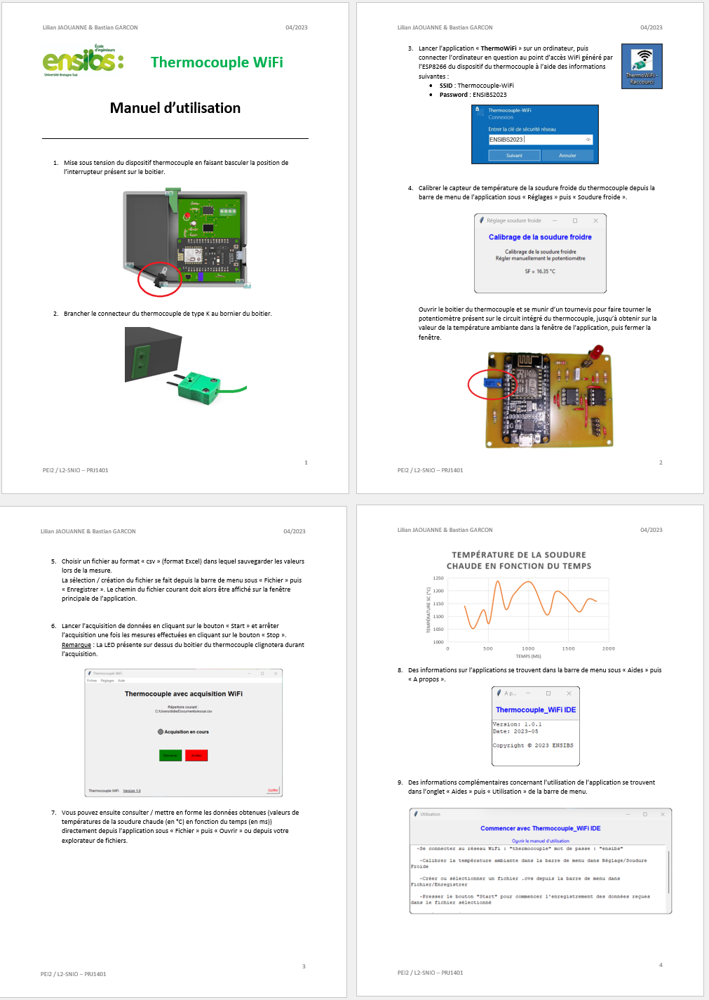 Lilian JAOUANNE & Bastian GARCON 04/2023
École d'ingénieurs
ensibs:
Université Bretagne Sud
Thermocouple WiFi
Manuel d'utilisation
1. Mise sous tension du dispositif thermocouple en faisant basculer la position de
l'interrupteur présent sur le boitier.
2. Brancher le connecteur du thermocouple de type K au bornier du boitier.
1
PEI2 / L2-SNIO – PRJ1401
Lilian JAOUANNE & Bastian GARCON 04/2023
3. Lancer l'application « ThermoWiFi » sur un ordinateur, puis
connecter l'ordinateur en question au point d'accès WiFi généré par
l'ESP8266 du dispositif du thermocouple à l'aide des informations
suivantes :
• SSID : Thermocouple-WiFi
• Password : ENSIBS2023
ThermoWiFi -
Raccourci
Thermocouple-WiFi
Connexion
Entrer la clé de sécurité réseau
ENSIBS2023
Suivant Annuler
4. Calibrer le capteur de température de la soudure froide du thermocouple depuis la
barre de menu de l'application sous « Réglages » puis « Soudure froide ».
Réglage soudure froide
Calibrage de la soudure froidre
Calibrage de la soudure froidre
Régler manuellement le potentiomètre
SF = 16.35 °C
Ouvrir le boitier du thermocouple et se munir d'un tournevis pour faire tourner le
potentiomètre présent sur le circuit intégré du thermocouple, jusqu'à obtenir sur la
valeur de la température ambiante dans la fenêtre de l'application, puis fermer la
fenêtre.
2
PEI2 / L2-SNIO – PRJ1401
Lilian JAOUANNE & Bastian GARCON 04/2023
5. Choisir un fichier au format « csv » (format Excel) dans lequel sauvegarder les valeurs
lors de la mesure.
La sélection / création du fichier se fait depuis la barre de menu sous « Fichier » puis
« Enregistrer ». Le chemin du fichier courant doit alors être affiché sur la fenêtre
principale de l'application.
6. Lancer l'acquisition de données en cliquant sur le bouton « Start » et arrêter
l'acquisition une fois les mesures effectuées en cliquant sur le bouton « Stop ».
Remarque : La LED présente sur dessus du boitier du thermocouple clignotera durant
l'acquisition.
Thermocouple WiFi
Fichier Réglages Aide
Thermocouple avec acquisition WiFi
Répertoire courant :
C:/Users/didie/Documents/essai.csv
Acquisition en cours
Thermocouple WiFi Version 1.0 Quitter
7. Vous pouvez ensuite consulter / mettre en forme les données obtenues (valeurs de
températures de la soudure chaude (en °C) en fonction du temps (en ms))
directement depuis l'application sous « Fichier » puis « Ouvrir » ou depuis votre
explorateur de fichiers.
3
PEI2 / L2-SNIO – PRJ1401
Lilian JAOUANNE & Bastian GARCON 04/2023
TEMPÉRATURE DE LA SOUDURE
CHAUDE EN FONCTION DU TEMPS
TEMPÉRATURE SC (°C)
1250
1200
1150
1100
1050
1000
0 500 1000 1500 2000
TEMPS (MS)
8. Des informations sur l'applications se trouvent dans la barre de menu sous « Aides » puis
« A propos ».
A p...
Thermocouple_WiFi IDE
Version: 1.0.1
Date: 2023-05
Copyright © 2023 ENSIBS
9. Des informations complémentaires concernant l'utilisation de l'application se trouvent
dans l'onglet « Aides » puis « Utilisation » de la barre de menu.
Utilisation
Commencer avec Thermocouple_WiFi IDE
Ouvrir le manuel d'utilisation
-Se connecter au réseau WiFi : "thermocouple" mot de passe : "ensibs"
-Calibrer la température ambiante dans la barre de menu dans Réglage/Soudure
Froide
-Créer ou sélectionner un fichier .cvs depuis la barre de menu dans
Fichier/Enregistrer
-Presser le bouton "Start" pour commencer l'enregistrement des données reçues
dans le fichier sélectionné
4
PEI2 / L2-SNIO – PRJ1401